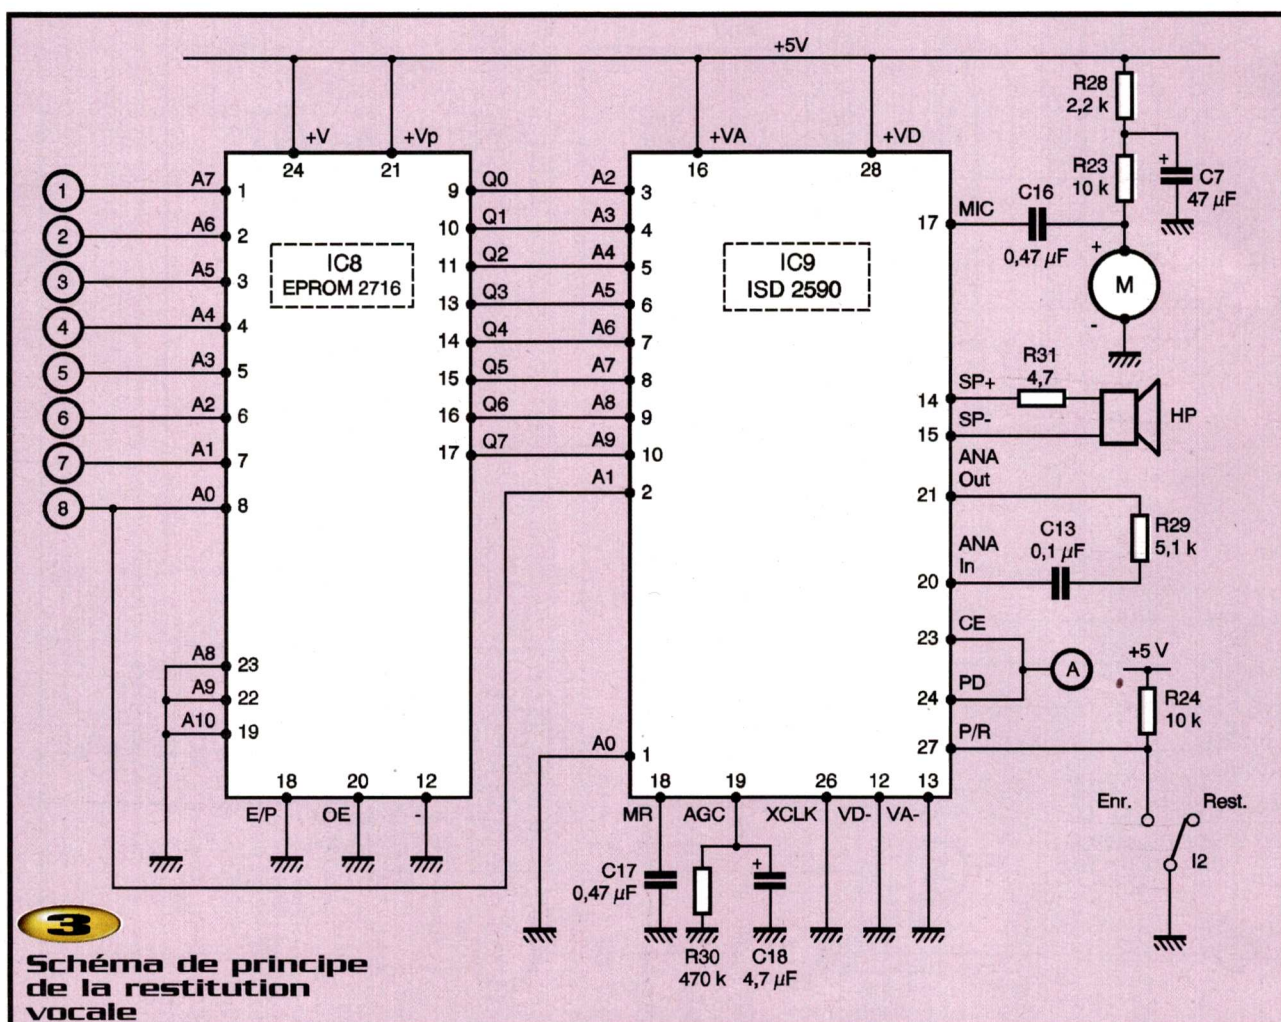 +5V
R28
2,2 k
+V
+Vp
+VA
+VD
24
21
16
28
R23
10 k
+
C7
47 µF
1
A7
1
9
Q0
A2
3
2
A6
2
10
Q1
A3
4
17
MIC
C16
0,47 µF
3
A5
3
11
Q2
A4
5
IC8
EPROM 2716
IC9
ISD 2590
+
M
-
4
A4
4
13
Q3
A5
6
5
A3
5
14
Q4
A6
7
6
A2
6
15
Q5
A7
8
7
A1
7
16
Q6
A8
9
8
A0
8
17
Q7
A9
10
A1
2
R31
4,7
14
SP+
15
SP-
HP
ANA
Out
21
R29
5,1 k
C13
0,1 µF
ANA
In
20
CE
23
A
PD
24
+5 V
R24
10 k
P/R
27
A8
23
A9
22
A10
19
A0
1
18
20
12
E/P
OE
-
18
19
26
12
13
MR
AGC
XCLK
VD-
VA-
Enr.
Rest.
I2
C17
0,47 µF
+
R30
470 k
C18
4,7 µF
3
Schéma de principe
de la restitution
vocale